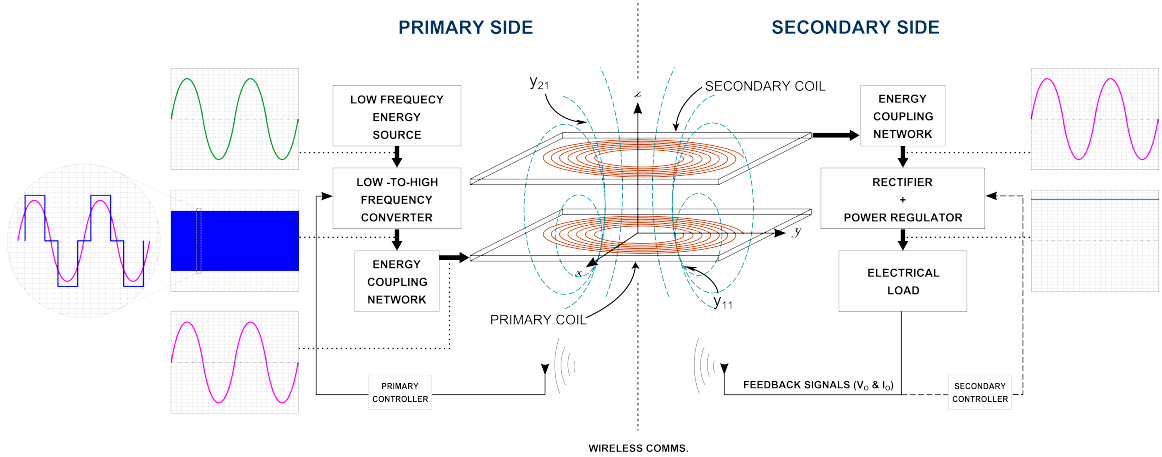 PRIMARY SIDE
SECONDARY SIDE
LOW FREQUECY
ENERGY
SOURCE
LOW -TO-HIGH
FREQUENCY
CONVERTER
ENERGY
COUPLING
NETWORK
y21
z
SECONDARY COIL
y
x
y11
PRIMARY COIL
ENERGY
COUPLING
NETWORK
RECTIFIER
+
POWER REGULATOR
ELECTRICAL
LOAD
PRIMARY
CONTROLLER
FEEDBACK SIGNALS (VO & IO)
SECONDARY
CONTROLLER
WIRELESS COMMS.